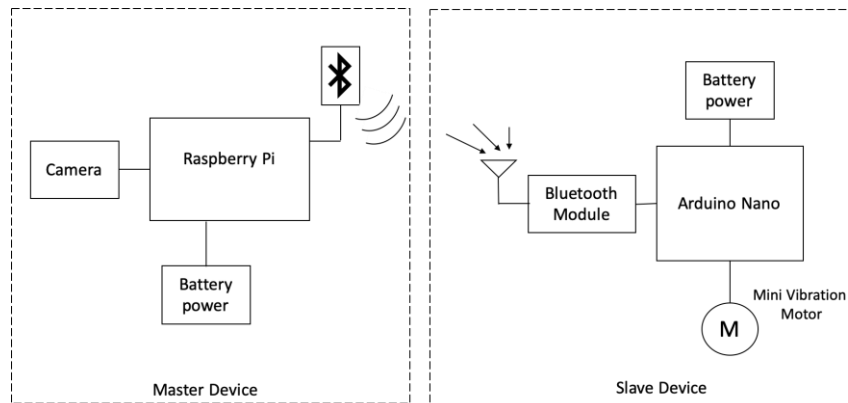 Camera
Raspberry Pi
Battery
power
Master Device
Battery
power
Bluetooth
Module
Arduino Nano
Mini Vibration
Motor
M
Slave Device